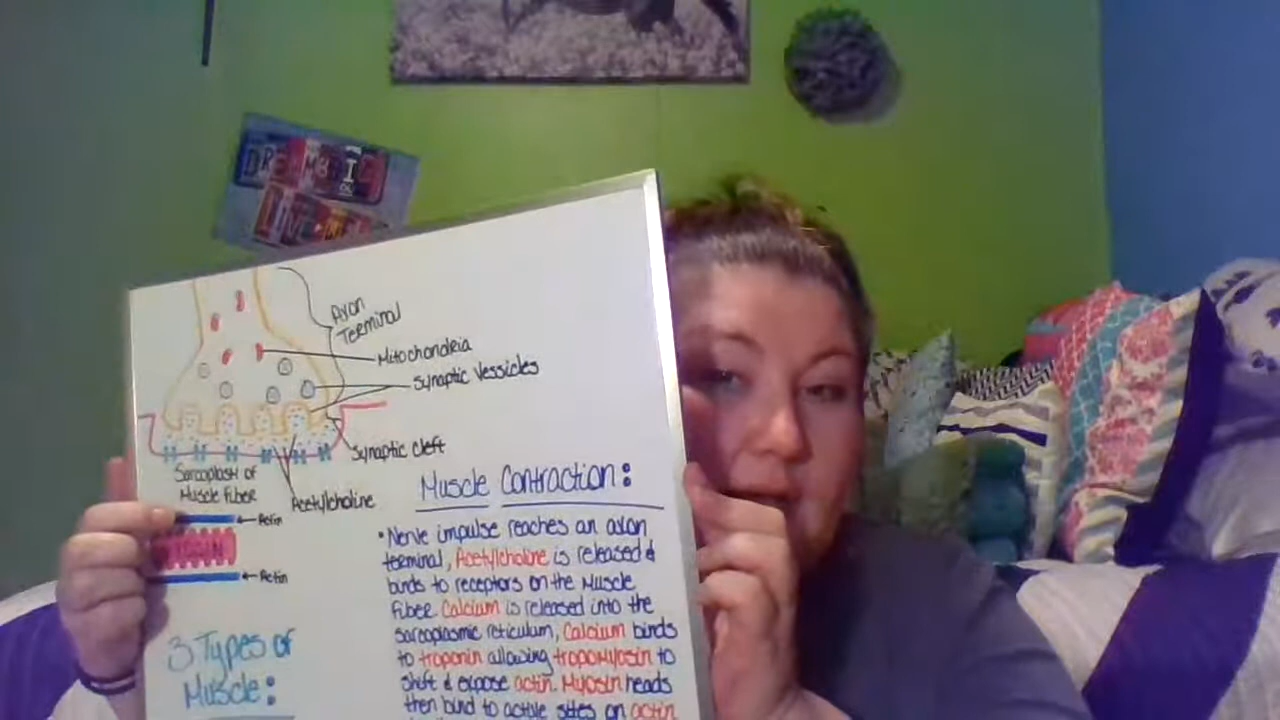 Axon
Terminal
Mitochondria
Synaptic Vessicles
Synaptic Cleft
Sarcoplasm of
Muscle Fiber
Acetylcholine
Muscle Contraction:
Actin
Actin
• Nerve impulse reaches an axon
terminal, Acetylcholine is released &
binds to receptors on the Muscle
Fiber. Calcium is released into the
sarcoplasmic reticulum, Calcium binds
to troponin allowing tropomyosin to
shift & expose actin. Myosin heads
then bind to active sites on actin
3 Types of
Muscle: